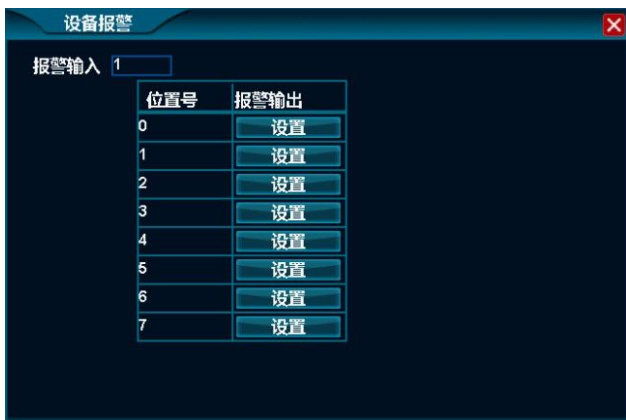 设备报警
报警输入 1
位置号 报警输出
0 设置
1 设置
2 设置
3 设置
4 设置
5 设置
6 设置
7 设置